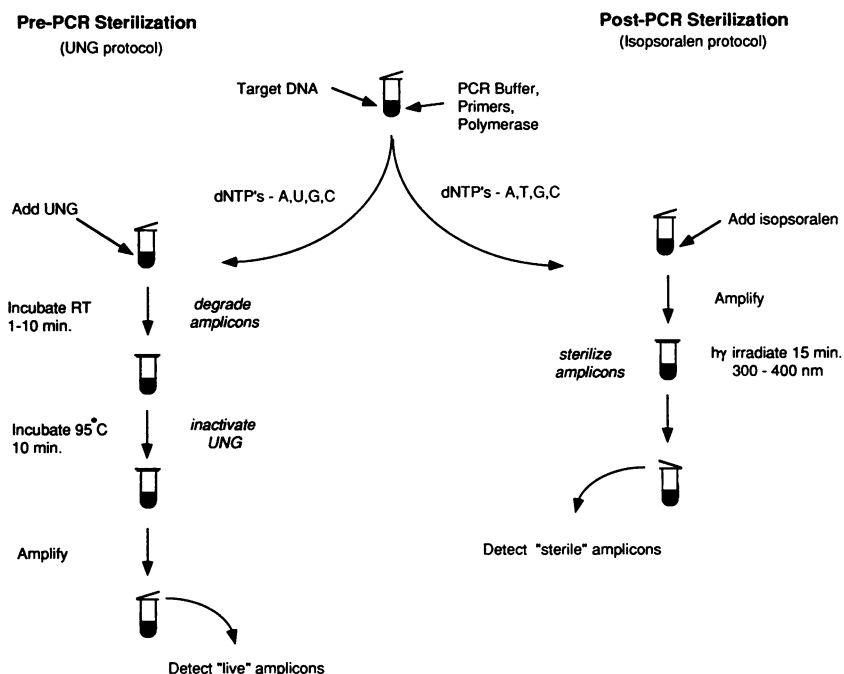 Pre-PCR Sterilization
(UNG protocol)
Post-PCR Sterilization
(Isopsoralen protocol)
Target DNA
PCR Buffer,
Primers,
Polymerase
dNTP's - A,U,G,C
dNTP's - A,T,G,C
Add UNG
Add isopsoralen
Incubate RT
1-10 min.
degrade
amplicons
Amplify
sterilize
amplicons
hγ irradiate 15 min.
300 - 400 nm
Incubate 95°C
10 min.
inactivate
UNG
Detect "sterile" amplicons
Amplify
Detect "live" amplicons